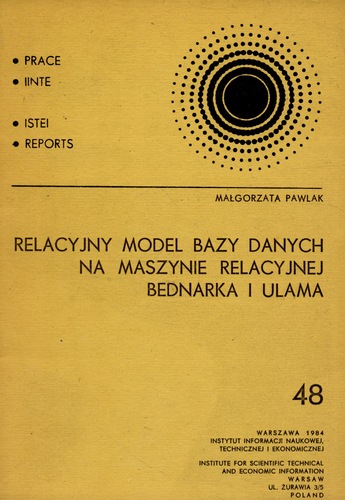 • PRACE
• IINTE
• ISTEI
• REPORTS
MAŁGORZATA PAWLAK
RELACYJNY MODEL BAZY DANYCH
NA MASZYNIE RELACYJNEJ
BEDNARKA I ULAMA
48
WARSZAWA 1984
INSTYTUT INFORMACJI NAUKOWEJ,
TECHNICZNEJ I EKONOMICZNEJ
INSTITUTE FOR SCIENTIFIC TECHNICAL
AND ECONOMIC INFORMATION
WARSAW
UL. ŻURAWIA 3/5
POLAND